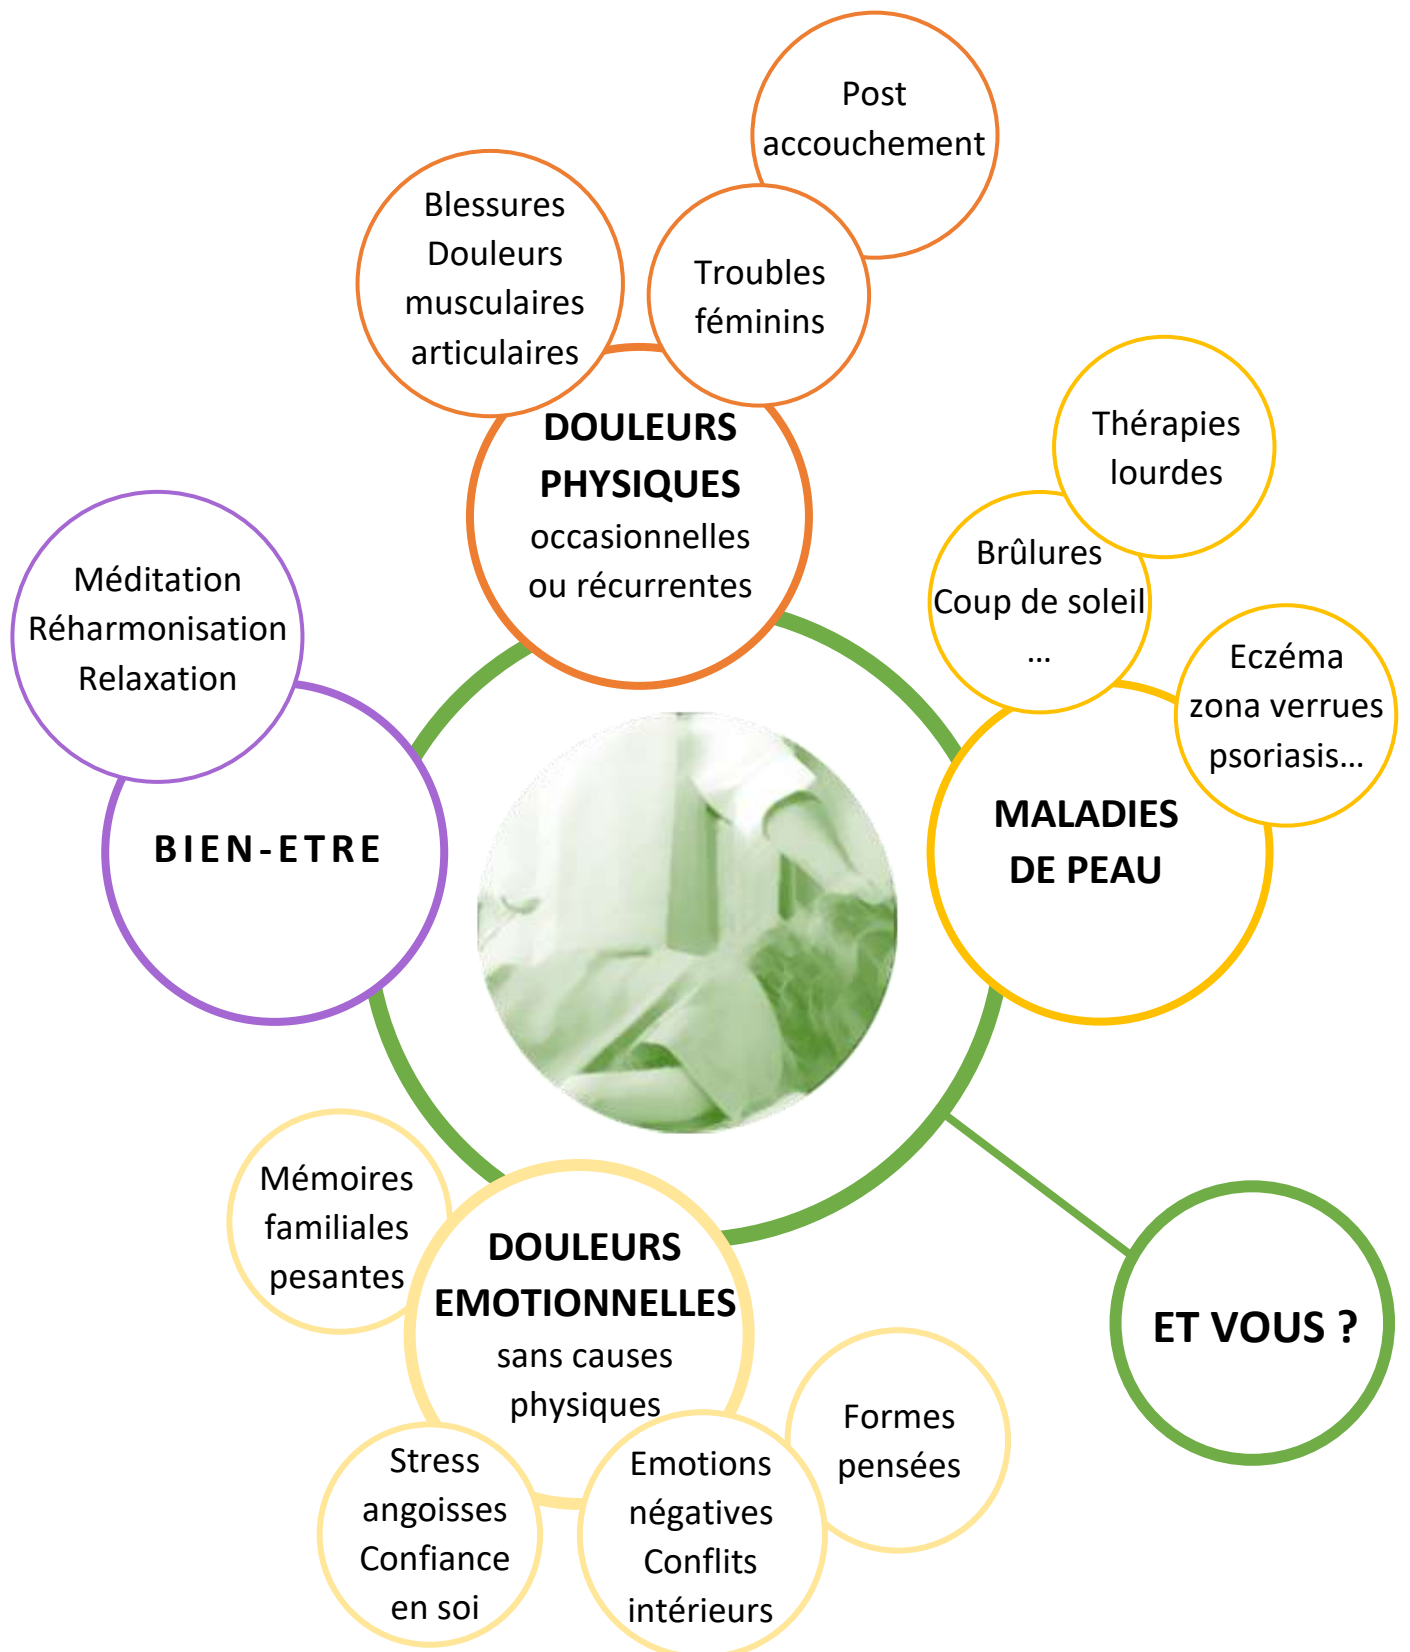 Post
accouchement
Blessures
Douleurs
musculaires
articulaires
Troubles
féminins
DOULEURS
PHYSIQUES
occasionnelles
ou récurrentes
Thérapies
lourdes
Brûlures
Coup de soleil
...
Eczéma
zona verrues
psoriasis...
MALADIES
DE PEAU
Méditation
Réharmonisation
Relaxation
BIEN-ETRE
Mémoires
familiales
pesantes
DOULEURS
EMOTIONNELLES
sans causes
physiques
Stress
angoisses
Confiance
en soi
Emotions
négatives
Conflits
intérieurs
Formes
pensées
ET VOUS ?